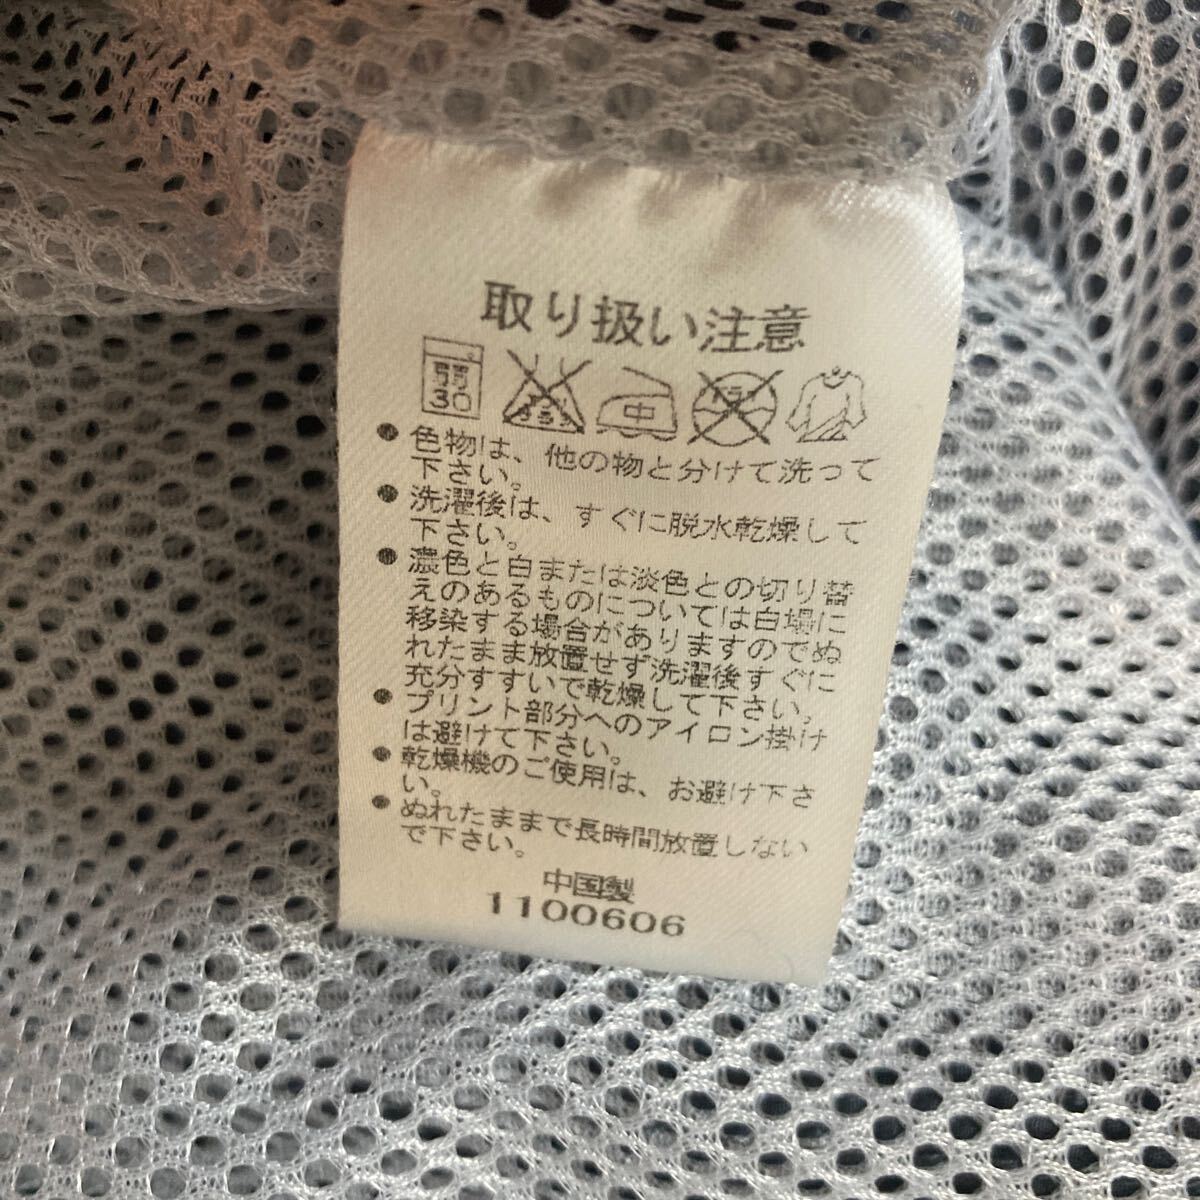 取り扱い注意
弱
30
中
● 色物は、他の物と分けて洗って
下さい。
● 洗濯後は、すぐに脱水乾燥して
下さい。
● 濃色と白または淡色との切り替
えのあるものについては白場に
移染する場合がありますのでぬ
れたまま放置せず洗濯後すぐに
充分すすいで乾燥して下さい。
● プリント部分へのアイロン掛け
は避けて下さい。
● 乾燥機のご使用は、お避け下さ
い。
● ぬれたままで長時間放置しない
で下さい。
中国製
1100606